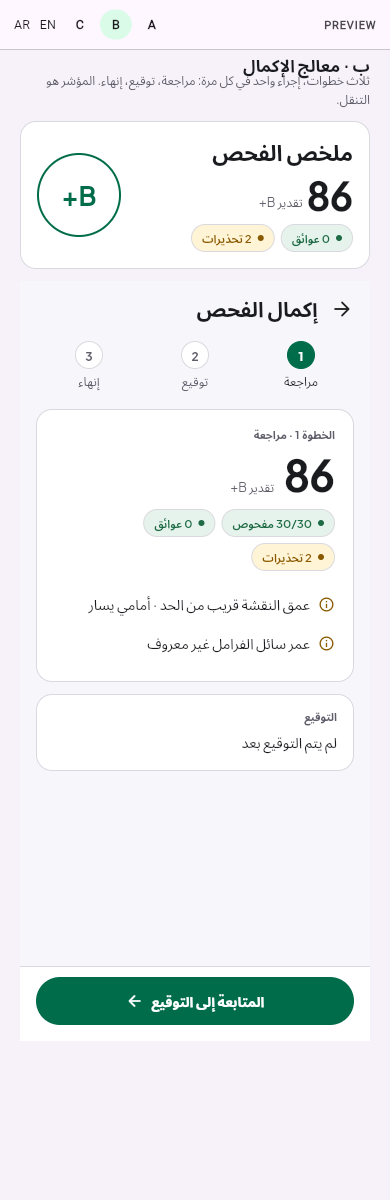 AR EN C B A PREVIEW
ب · معالج الإكمال
ثلاث خطوات، إجراء واحد في كل مرة: مراجعة، توقيع، إنهاء. المؤشر هو
التنقل.
ملخص الفحص
86 تقدير B+
0 عوائق
2 تحذيرات
B+
إكمال الفحص
1
2
3
مراجعة
توقيع
إنهاء
الخطوة 1 · مراجعة
86 تقدير B+
30/30 مفحوص
0 عوائق
2 تحذيرات
عمق النقشة قريب من الحد · أمامي يسار
عمر سائل الفرامل غير معروف
التوقيع
لم يتم التوقيع بعد
المتابعة إلى التوقيع